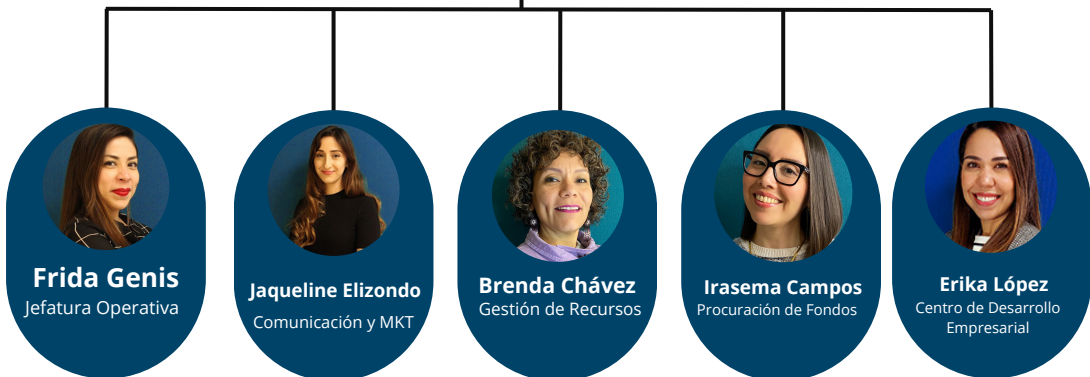 Frida Genis
Jefatura Operativa
Jaqueline Elizondo
Comunicación y MKT
Brenda Chávez
Gestión de Recursos
Irasema Campos
Procuración de Fondos
Erika López
Centro de Desarrollo
Empresarial